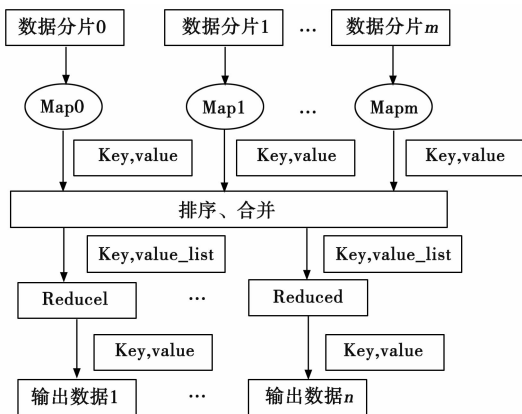 数据分片0 数据分片1 … 数据分片m
Map0 Map1 … Mapm
Key,value Key,value Key,value
排序、合并
Key,value_list Key,value_list
Reducel … Reduced
Key,value Key,value
输出数据1 … 输出数据n